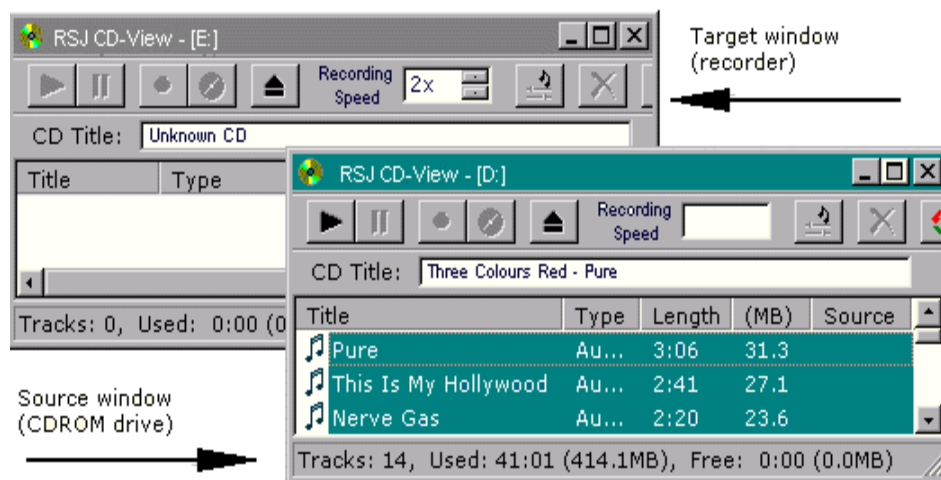 RSJ CD-View - [E:]
Target window
(recorder)
Recording
Speed
2x
CD Title: Unknown CD
Title Type
RSJ CD-View - [D:]
Recording
Speed
CD Title: Three Colours Red - Pure
Tracks: 0, Used: 0:00 (0
Title Type Length (MB) Source
Pure Au... 3:06 31.3
This Is My Hollywood Au... 2:41 27.1
Nerve Gas Au... 2:20 23.6
Source window
(CDROM drive)
Tracks: 14, Used: 41:01 (414.1MB), Free: 0:00 (0.0MB)